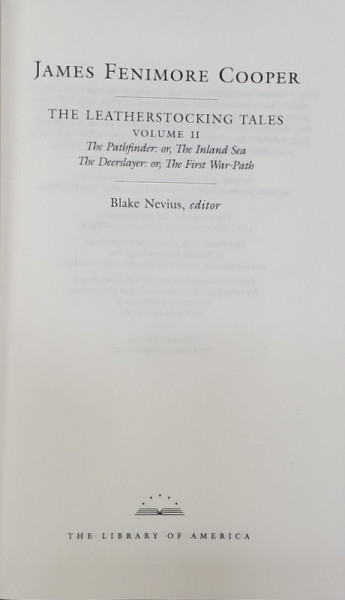 JAMES FENIMORE COOPER
THE LEATHERSTOCKING TALES
VOLUME II
The Pathfinder: or, The Inland Sea
The Deerslayer: or, The First War-Path
Blake Nevius, editor
THE LIBRARY OF AMERICA